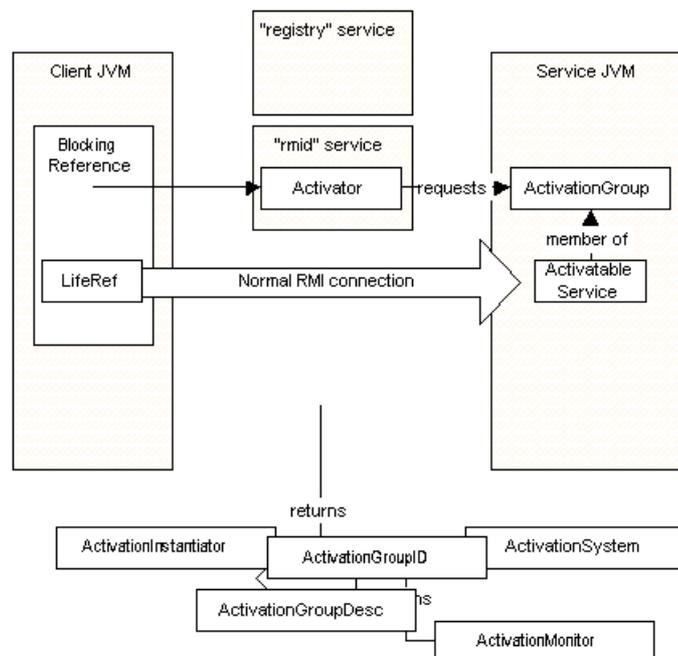 "registry" service
Client JVM
Service JVM
Blocking
Reference
"rmid" service
Activator
requests
ActivationGroup
member of
LifeRef
Normal RMI connection
Activatable
Service
returns
ActivationInstantiator
ActivationGroupID
ActivationSystem
ActivationGroupDesc
ActivationMonitor